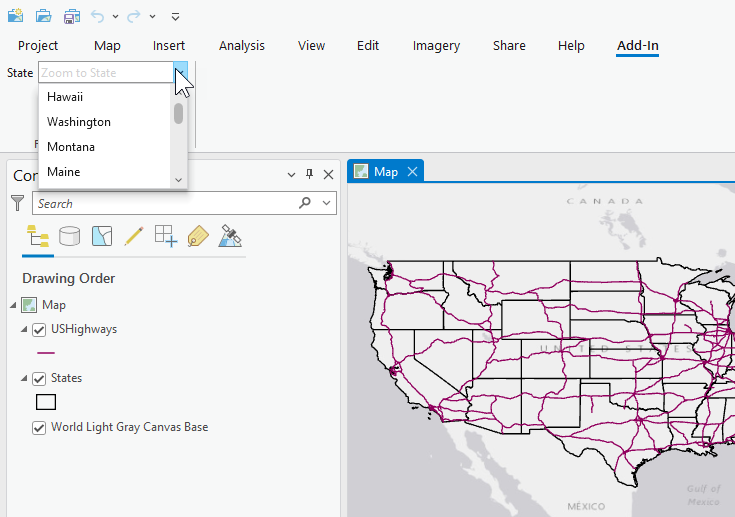 Project Map Insert Analysis View Edit Imagery Share Help Add-In
State Zoom to State
Hawaii
Washington
Montana
Maine
Map
Search
Drawing Order
Map
USHighways
States
World Light Gray Canvas Base
CANADA
UNITED STATES
Gulf of
Mexico
MÉXICO